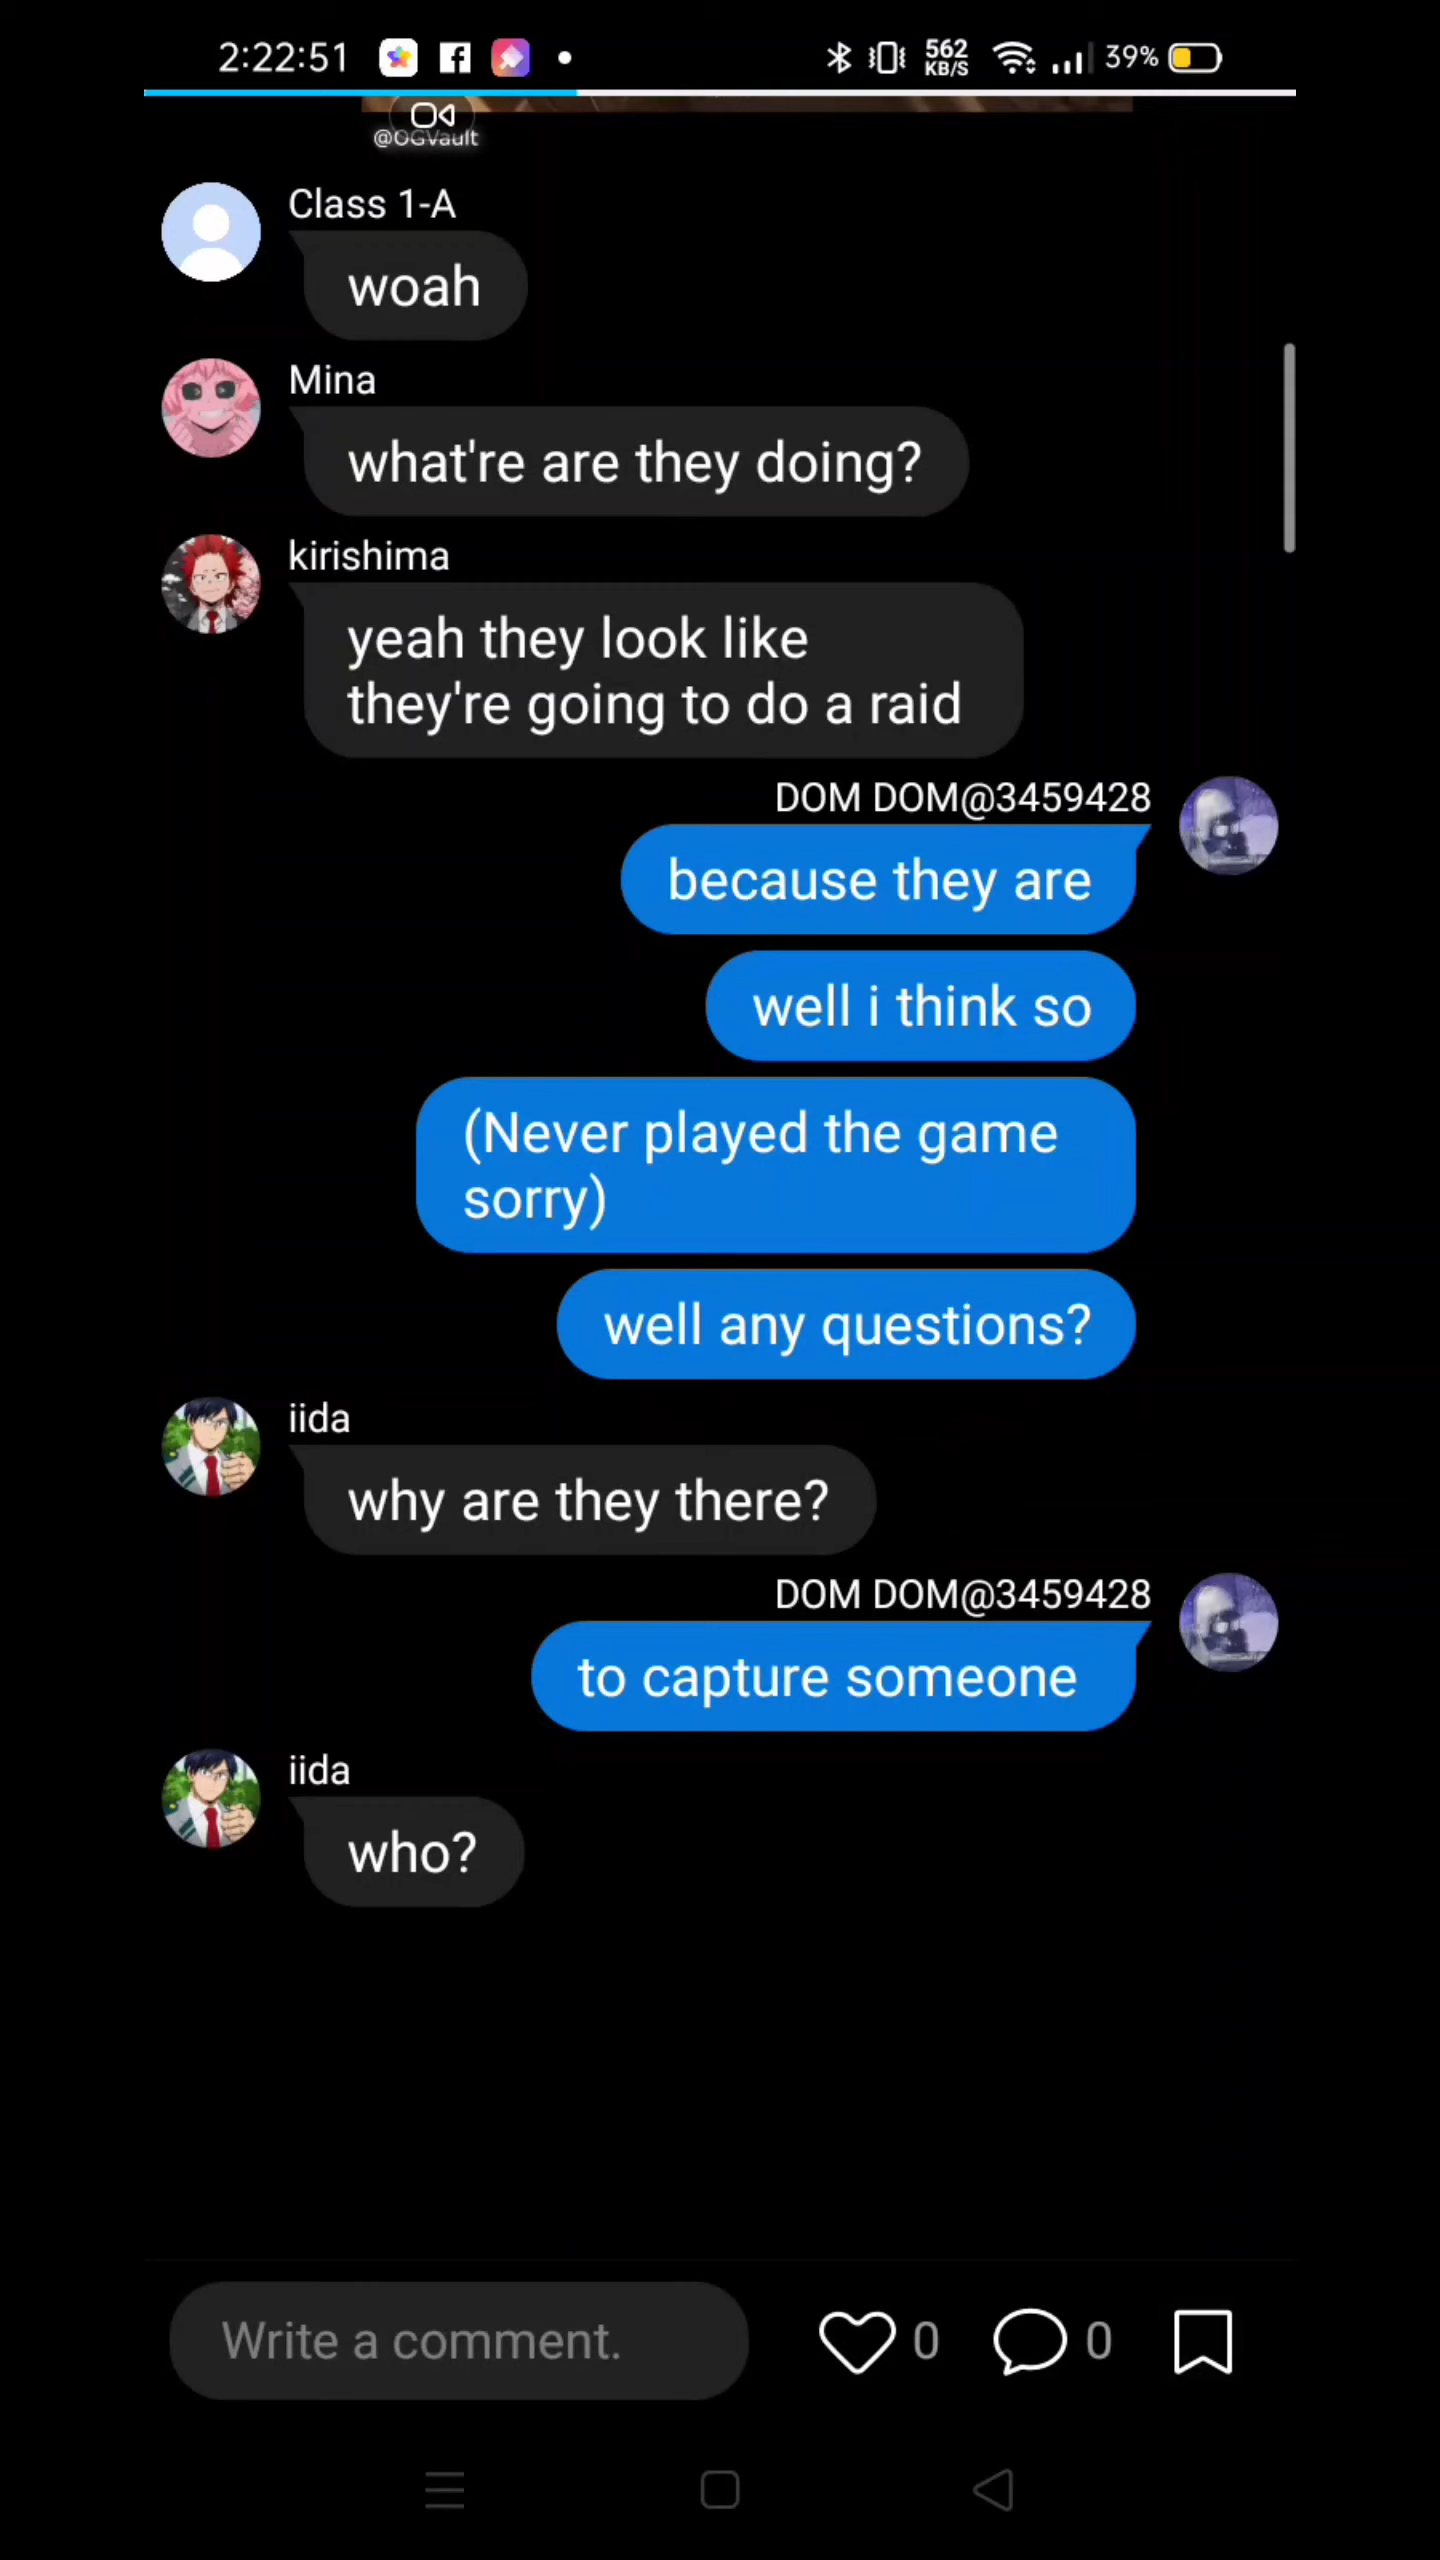 2:22:51
562
KB/S
39%
@OGVault
Class 1-A
woah
Mina
what're are they doing?
kirishima
yeah they look like
they're going to do a raid
DOM DOM@3459428
because they are
well i think so
(Never played the game
sorry)
well any questions?
iida
why are they there?
DOM DOM@3459428
to capture someone
iida
who?
Write a comment.
0
0